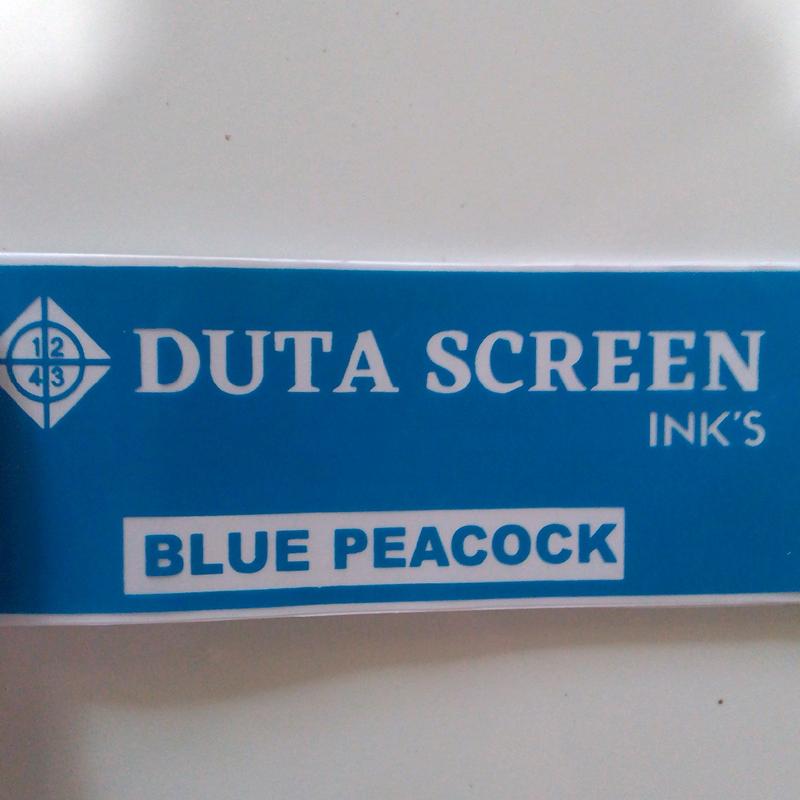 12
43
DUTA SCREEN
INK'S
BLUE PEACOCK